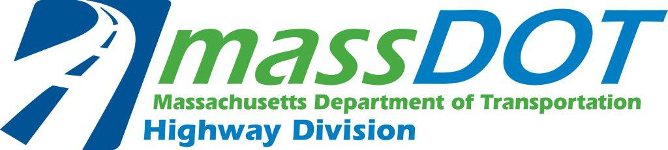 massDOT
Massachusetts Department of Transportation
Highway Division